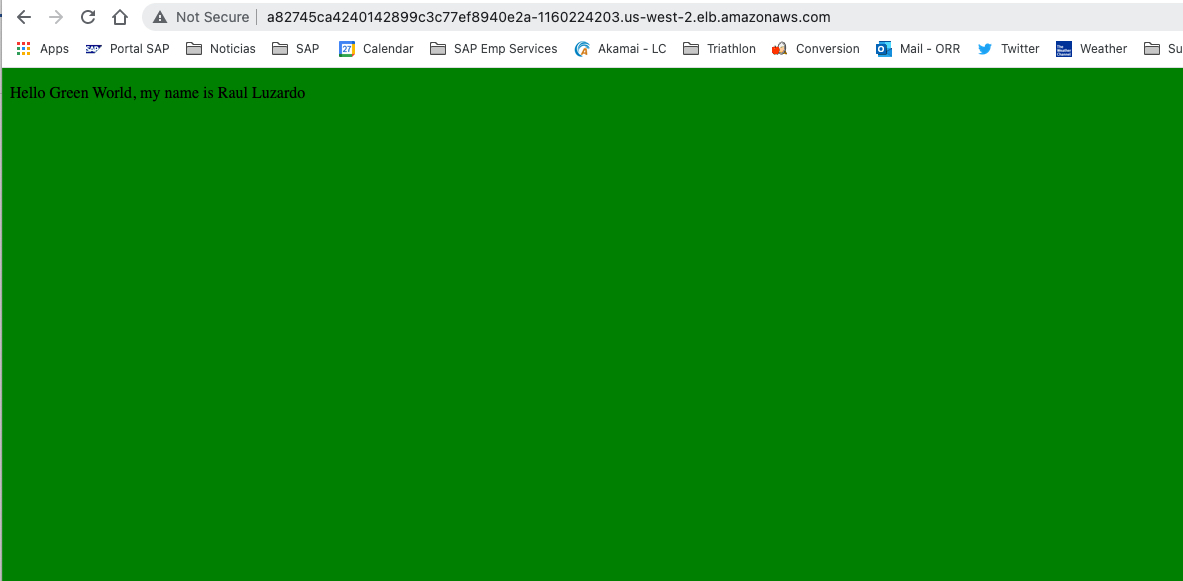 Not Secure a82745ca4240142899c3c77ef8940e2a-1160224203.us-west-2.elb.amazonaws.com
Apps SAP Portal SAP Noticias SAP 27 Calendar SAP Emp Services Akamai - LC Triathlon Conversion Mail - ORR Twitter Weather Su
Hello Green World, my name is Raul Luzardo